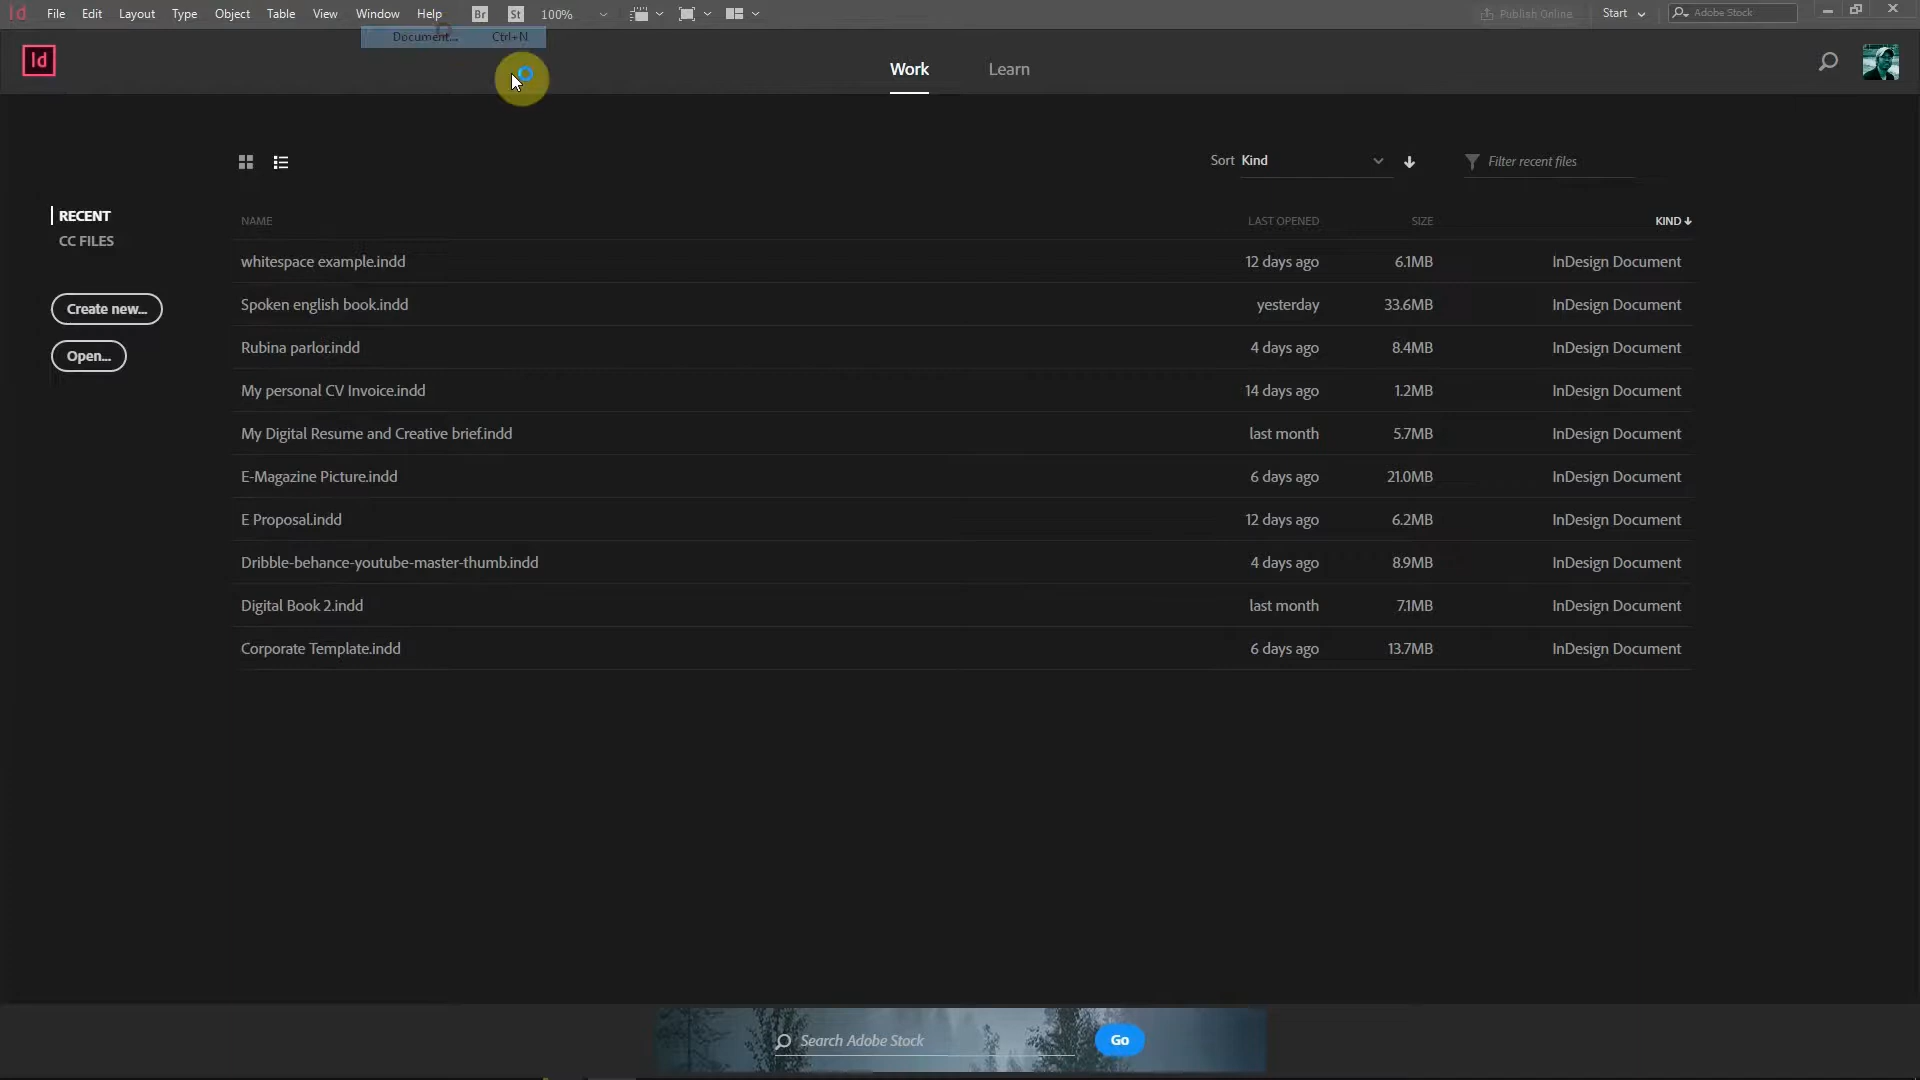 Id File Edit Layout Type Object Table View Window Help Br St 100% Publish Online Start Adobe Stock
Document... Ctrl+N
Id
Work Learn
Sort Kind Filter recent files
RECENT
CC FILES
Create new...
Open...
NAME LAST OPENED SIZE KIND
whitespace example.indd 12 days ago 6.1MB InDesign Document
Spoken english book.indd yesterday 33.6MB InDesign Document
Rubina parlor.indd 4 days ago 8.4MB InDesign Document
My personal CV Invoice.indd 14 days ago 1.2MB InDesign Document
My Digital Resume and Creative brief.indd last month 5.7MB InDesign Document
E-Magazine Picture.indd 6 days ago 21.0MB InDesign Document
E Proposal.indd 12 days ago 6.2MB InDesign Document
Dribble-behance-youtube-master-thumb.indd 4 days ago 8.9MB InDesign Document
Digital Book 2.indd last month 7.1MB InDesign Document
Corporate Template.indd 6 days ago 13.7MB InDesign Document
Search Adobe Stock Go